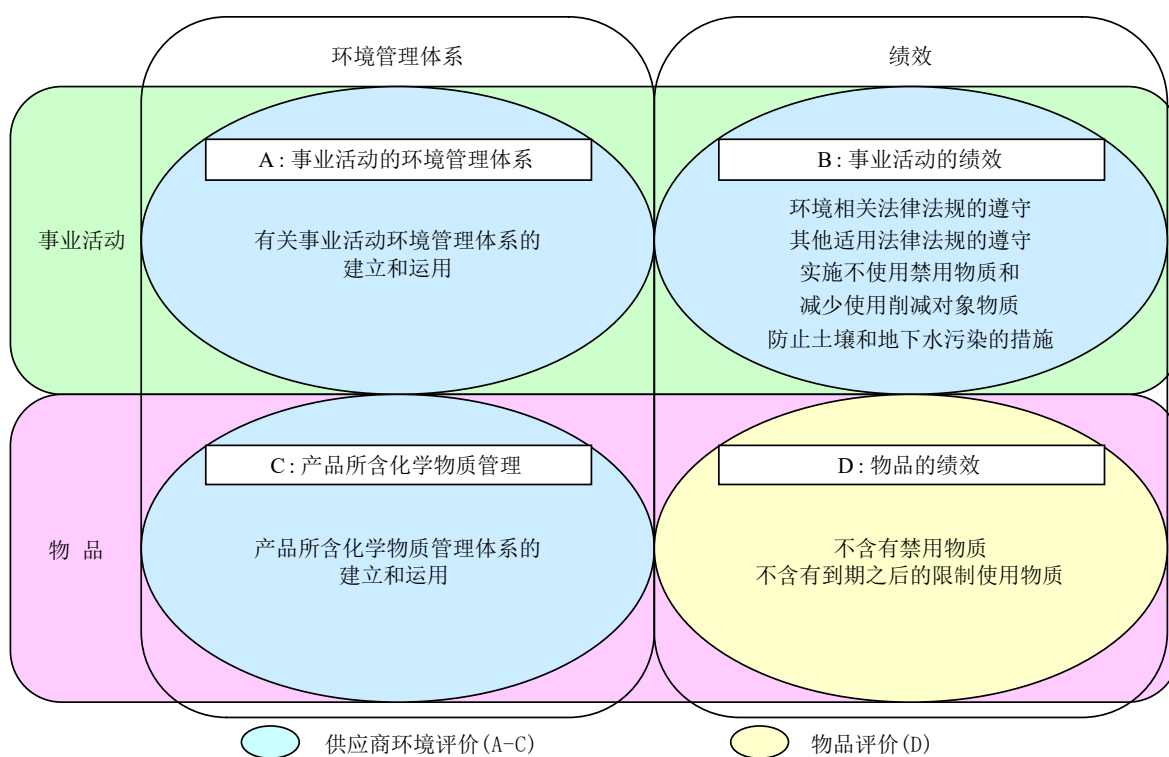 环境管理体系
绩效
事业活动
A : 事业活动的环境管理体系
有关事业活动环境管理体系的
建立和运用
B : 事业活动的绩效
环境相关法律法规的遵守
其他适用法律法规的遵守
实施不使用禁用物质和
减少使用削减对象物质
防止土壤和地下水污染的措施
物 品
C : 产品所含化学物质管理
产品所含化学物质管理体系的
建立和运用
D : 物品的绩效
不含有禁用物质
不含有到期之后的限制使用物质
供应商环境评价(A-C)
物品评价(D)